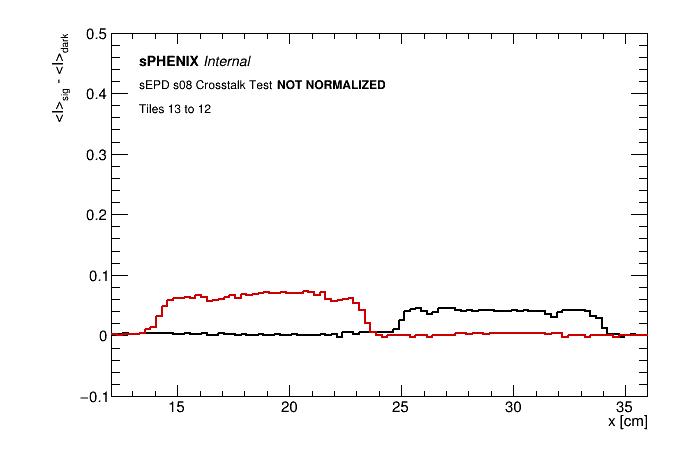 0.5
0.4
0.3
0.2
0.1
0
−0.1
<I>sig - <I>dark
sPHENIX Internal
sEPD s08 Crosstalk Test NOT NORMALIZED
Tiles 13 to 12
15 20 25 30 35
x [cm]